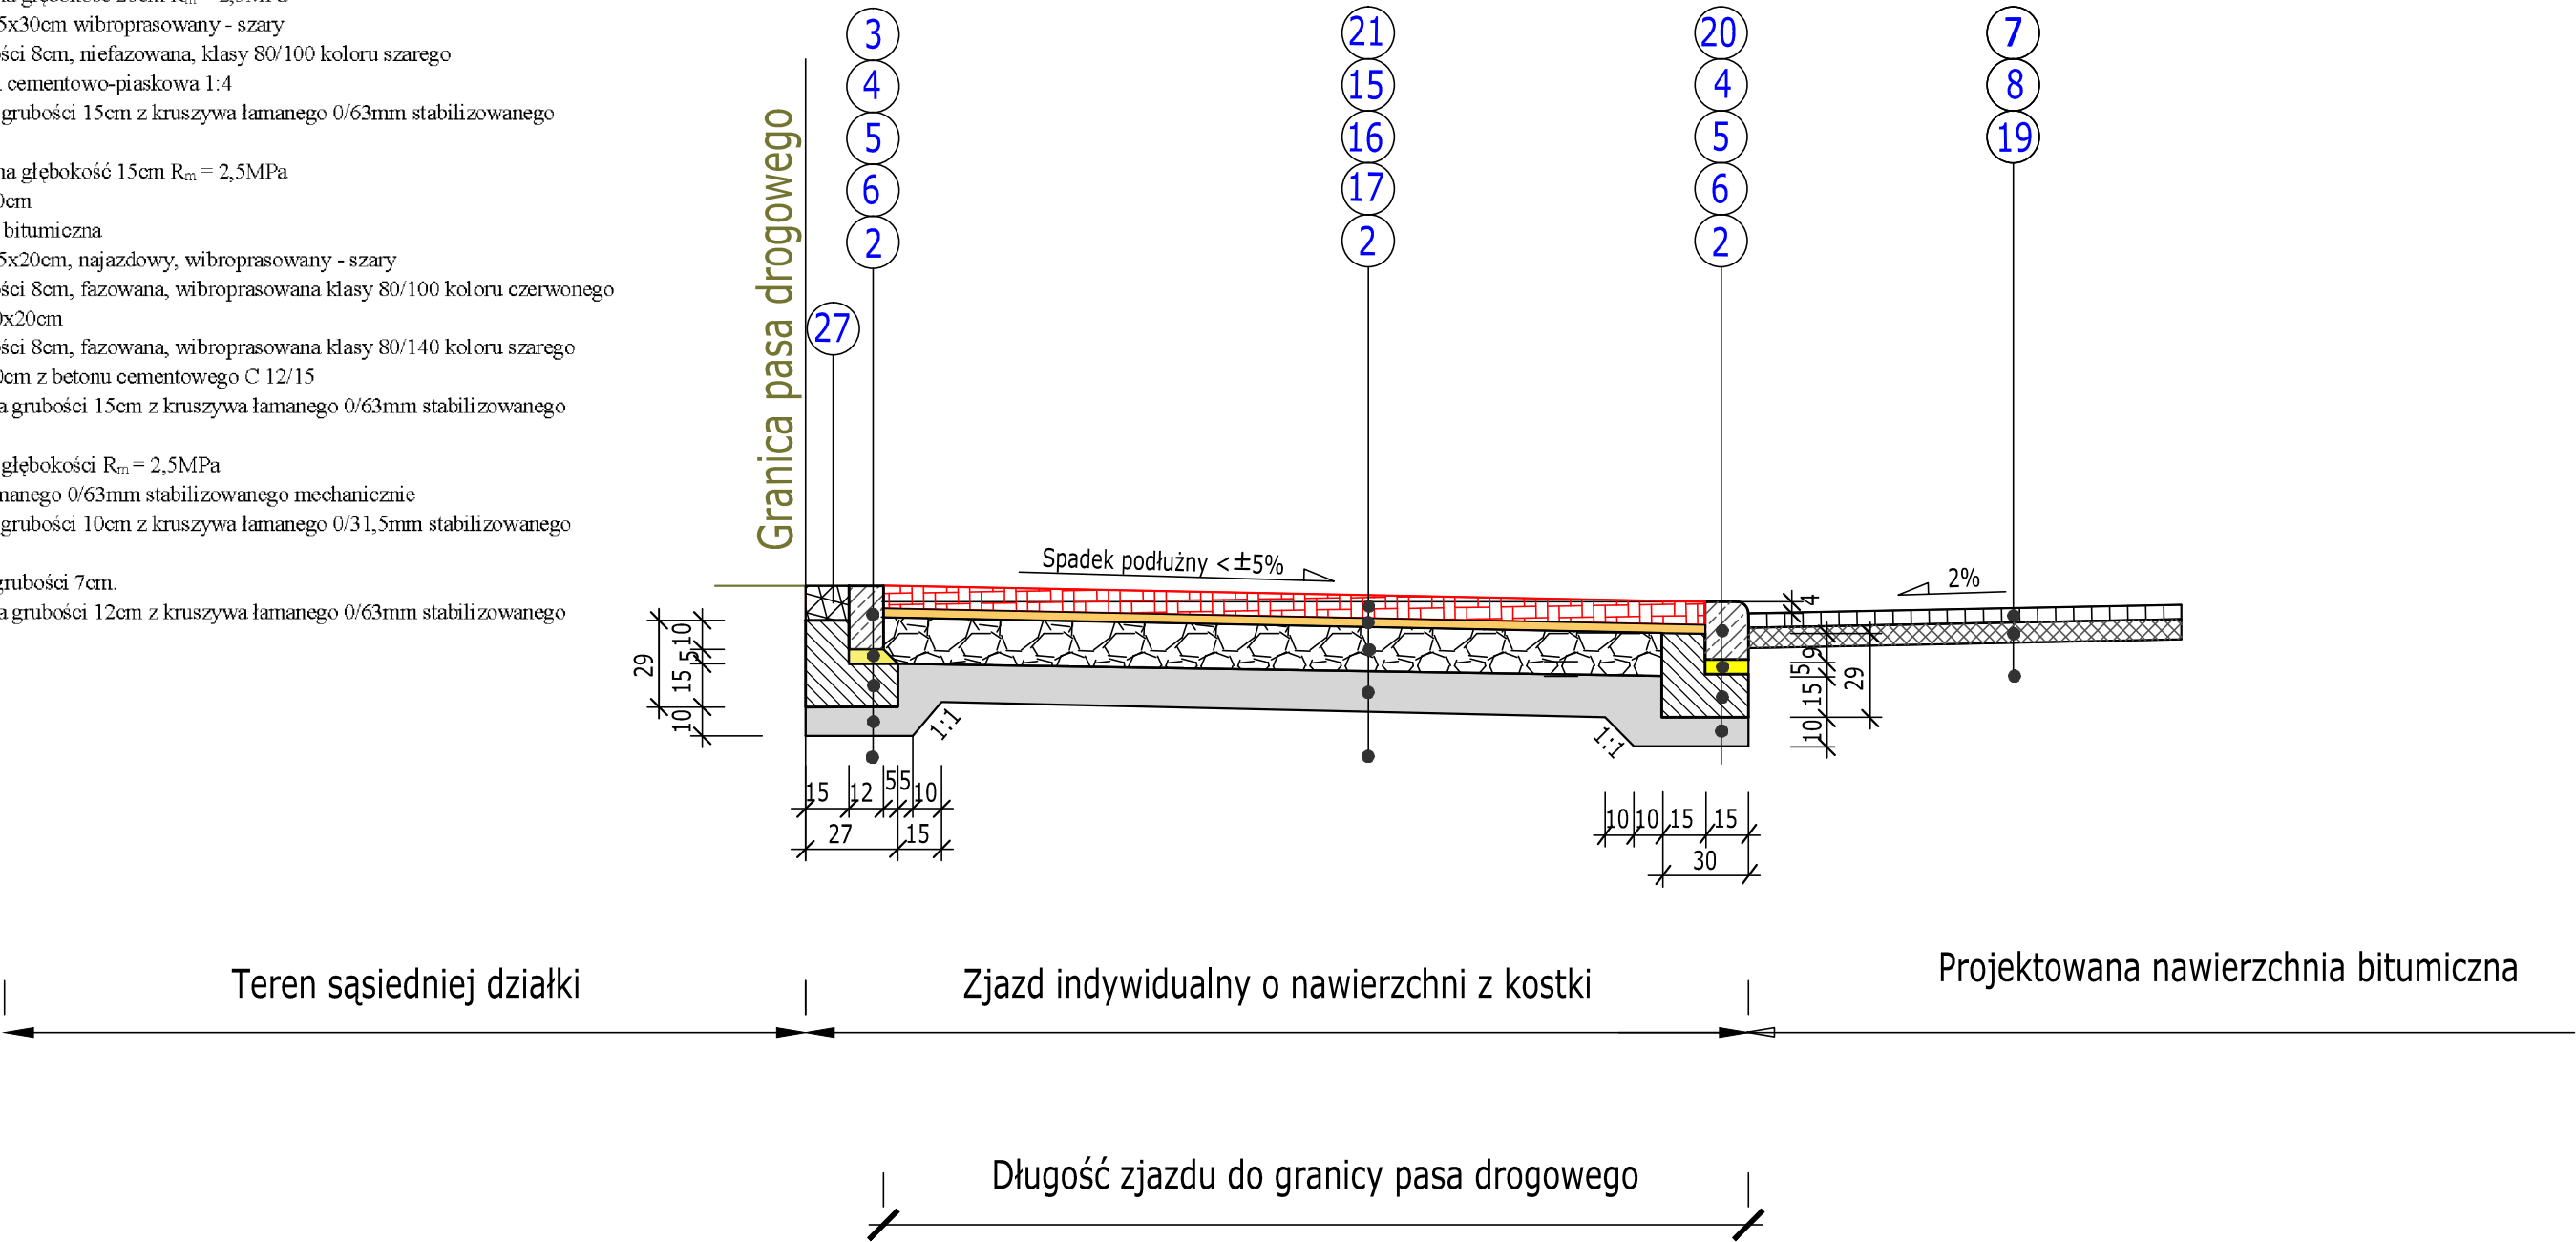 5x30cm wibroprasowany - szary
ści 8cm, niefazowana, klasy 80/100 koloru szarego
cementowo-piaskowa 1:4
grubości 15cm z kruszywa łamanego 0/63mm stabilizowanego
na głębokość 15cm Rm = 2,5MPa
0cm
bitumiczna
5x20cm, najazdowy, wibroprasowany - szary
ści 8cm, fazowana, wibroprasowana klasy 80/100 koloru czerwonego
0x20cm
ści 8cm, fazowana, wibroprasowana klasy 80/140 koloru szarego
0cm z betonu cementowego C 12/15
a grubości 15cm z kruszywa łamanego 0/63mm stabilizowanego
głębokości Rm = 2,5MPa
manego 0/63mm stabilizowanego mechanicznie
grubości 10cm z kruszywa łamanego 0/31,5mm stabilizowanego
grubości 7cm.
a grubości 12cm z kruszywa łamanego 0/63mm stabilizowanego
Granica pasa drogowego
27
3
4
5
6
2
21
15
16
17
2
20
4
5
6
2
7
8
19
Spadek podłużny <±5%
2%
29
10
5
15
10
1:1
1:1
4
9
5
15
10
29
15
12
5
5
10
27
15
10
10
15
15
30
Teren sąsiedniej działki
Zjazd indywidualny o nawierzchni z kostki
Projektowana nawierzchnia bitumiczna
Długość zjazdu do granicy pasa drogowego